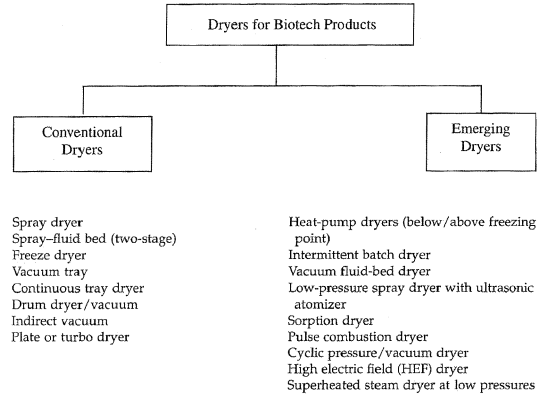 Dryers for Biotech Products
Conventional
Dryers
Emerging
Dryers
Spray dryer
Spray–fluid bed (two-stage)
Freeze dryer
Vacuum tray
Continuous tray dryer
Drum dryer/vacuum
Indirect vacuum
Plate or turbo dryer
Heat-pump dryers (below/above freezing
point)
Intermittent batch dryer
Vacuum fluid-bed dryer
Low-pressure spray dryer with ultrasonic
atomizer
Sorption dryer
Pulse combustion dryer
Cyclic pressure/vacuum dryer
High electric field (HEF) dryer
Superheated steam dryer at low pressures